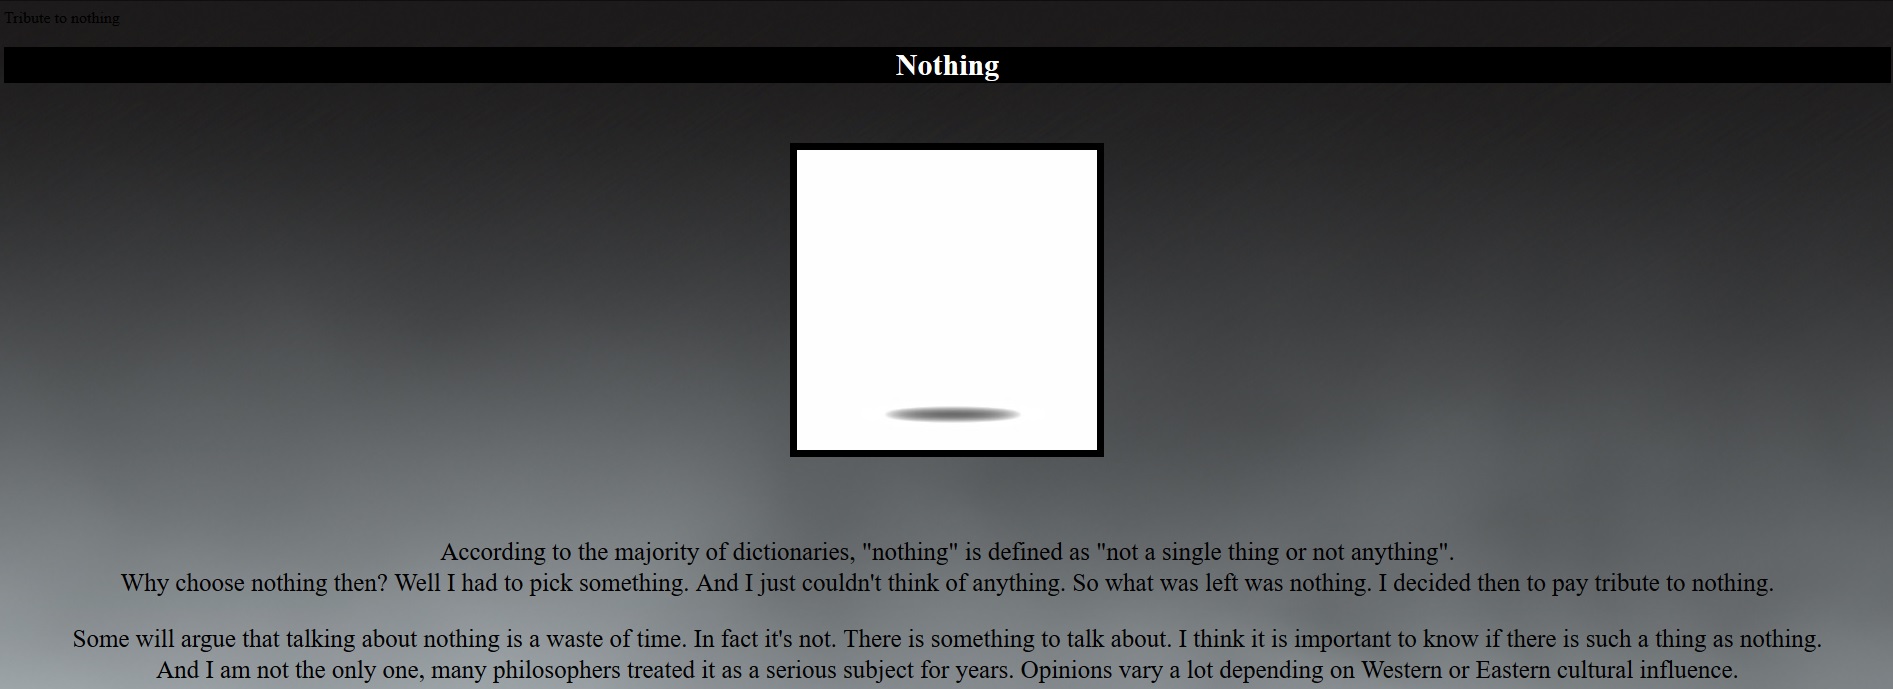 Tribute to nothing
Nothing
According to the majority of dictionaries, "nothing" is defined as "not a single thing or not anything".
Why choose nothing then? Well I had to pick something. And I just couldn't think of anything. So what was left was nothing. I decided then to pay tribute to nothing.
Some will argue that talking about nothing is a waste of time. In fact it's not. There is something to talk about. I think it is important to know if there is such a thing as nothing.
And I am not the only one, many philosophers treated it as a serious subject for years. Opinions vary a lot depending on Western or Eastern cultural influence.